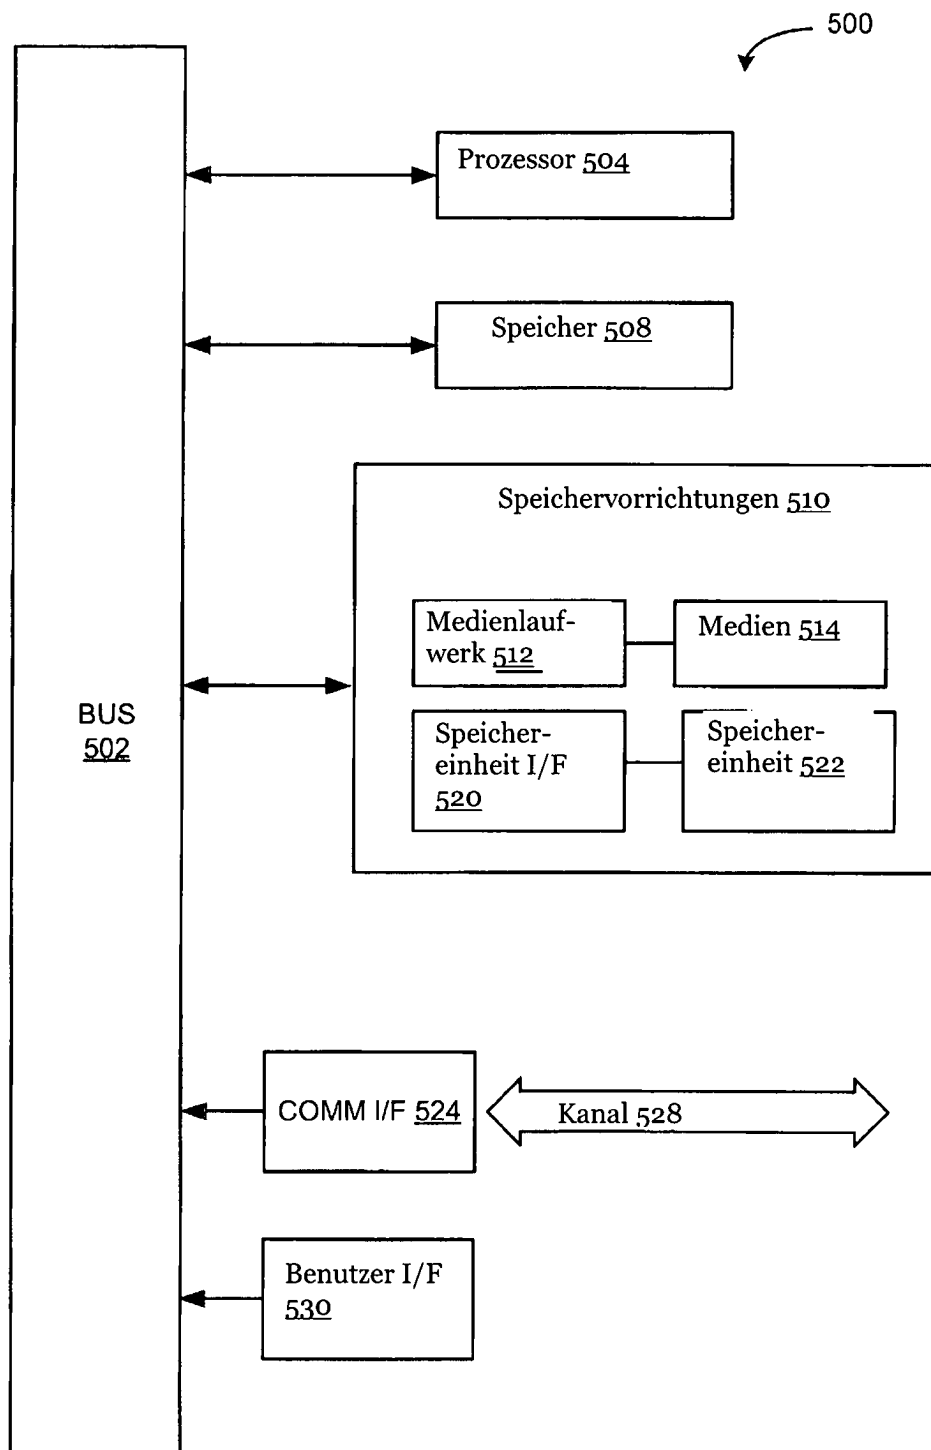 500
Prozessor 504
Speicher 508
Speichervorrichtungen 510
Medienlauf-
werk 512
Medien 514
Speicher-
einheit I/F
520
Speicher-
einheit 522
BUS
502
COMM I/F 524
Kanal 528
Benutzer I/F
530